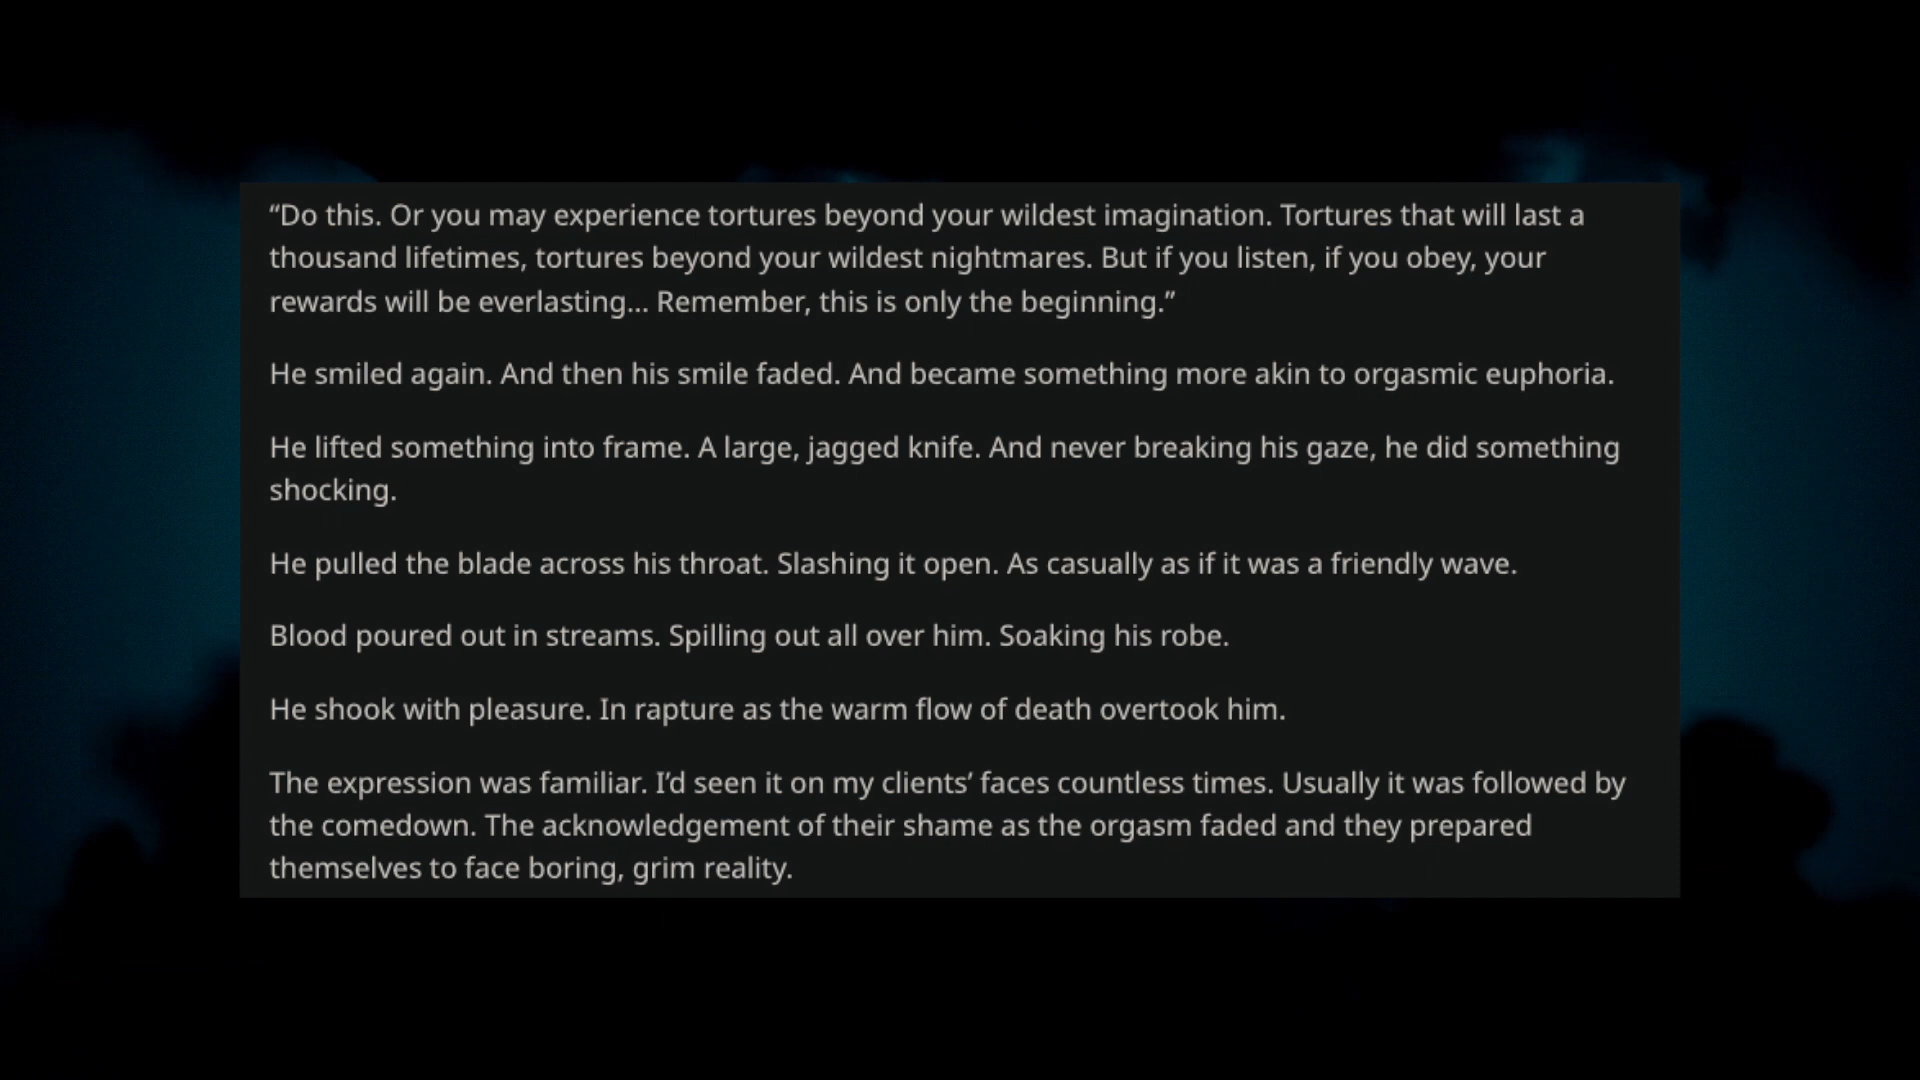 “Do this. Or you may experience tortures beyond your wildest imagination. Tortures that will last a
thousand lifetimes, tortures beyond your wildest nightmares. But if you listen, if you obey, your
rewards will be everlasting... Remember, this is only the beginning.”
He smiled again. And then his smile faded. And became something more akin to orgasmic euphoria.
He lifted something into frame. A large, jagged knife. And never breaking his gaze, he did something
shocking.
He pulled the blade across his throat. Slashing it open. As casually as if it was a friendly wave.
Blood poured out in streams. Spilling out all over him. Soaking his robe.
He shook with pleasure. In rapture as the warm flow of death overtook him.
The expression was familiar. I’d seen it on my clients’ faces countless times. Usually it was followed by
the comedown. The acknowledgement of their shame as the orgasm faded and they prepared
themselves to face boring, grim reality.